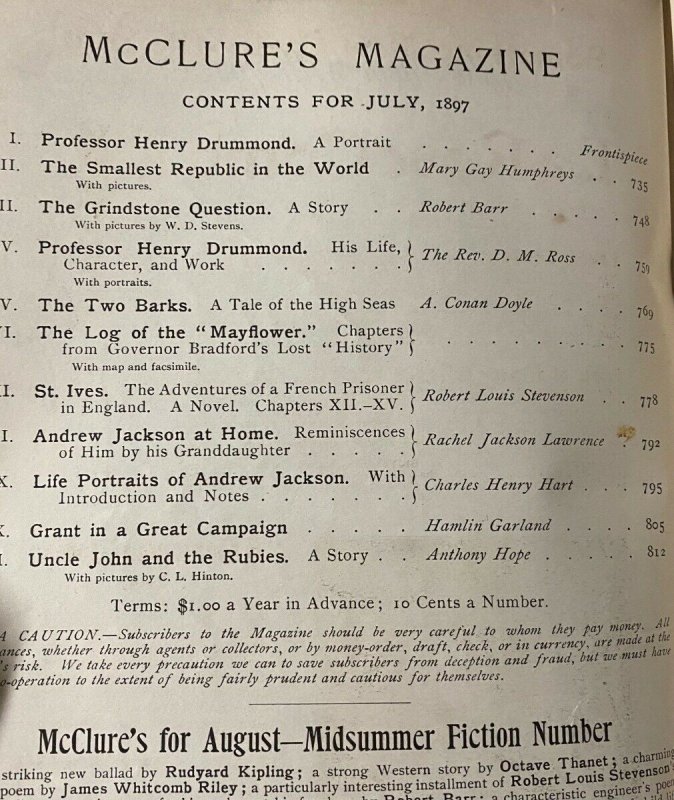 McCLURE'S MAGAZINE
CONTENTS FOR JULY, 1897
I. Professor Henry Drummond. A Portrait . . . . . . . Frontispiece
II. The Smallest Republic in the World . Mary Gay Humphreys . . 735
With pictures.
II. The Grindstone Question. A Story . . Robert Barr . . . . . 748
With pictures by W. D. Stevens.
V. Professor Henry Drummond. His Life,
Character, and Work . . . . . . . } The Rev. D. M. Ross . . 759
With portraits.
V. The Two Barks. A Tale of the High Seas A. Conan Doyle . . . . 769
I. The Log of the "Mayflower." Chapters
from Governor Bradford's Lost "History" } . . . . . . . . 775
With map and facsimile.
I. St. Ives. The Adventures of a French Prisoner
in England. A Novel. Chapters XII.–XV. } Robert Louis Stevenson . . 778
I. Andrew Jackson at Home. Reminiscences
of Him by his Granddaughter . . . . . } Rachel Jackson Lawrence . 792
X. Life Portraits of Andrew Jackson. With
Introduction and Notes . . . . . . . } Charles Henry Hart . . . 795
X. Grant in a Great Campaign . . . . . Hamlin Garland . . . . 805
I. Uncle John and the Rubies. A Story . . Anthony Hope . . . . . 812
With pictures by C. L. Hinton.
Terms: $1.00 a Year in Advance; 10 Cents a Number.
A CAUTION.—Subscribers to the Magazine should be very careful to whom they pay money. All
ances, whether through agents or collectors, or by money-order, draft, check, or in currency, are made at the
's risk. We take every precaution we can to save subscribers from deception and fraud, but we must have
o-operation to the extent of being fairly prudent and cautious for themselves.
McClure's for August—Midsummer Fiction Number
striking new ballad by Rudyard Kipling; a strong Western story by Octave Thanet; a charming
poem by James Whitcomb Riley; a particularly interesting installment of Robert Louis Stevenson's
Robert Barr; a characteristic engineer's poem